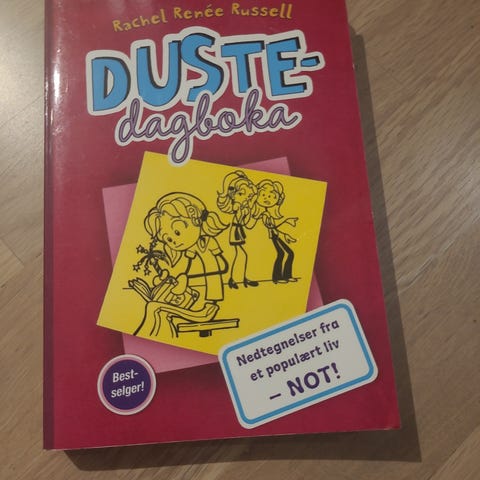 Rachel Renée Russell
DUSTE-
dagboka
Nedtegnelser fra
et populært liv
– NOT!
Best-
selger!